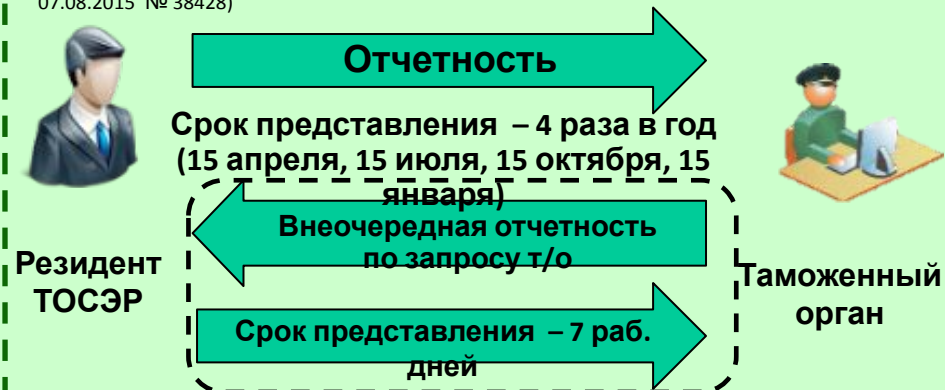 07.08.2015 № 38428)
Отчетность
Срок представления – 4 раза в год
(15 апреля, 15 июля, 15 октября, 15
января)
Внеочередная отчетность
по запросу т/о
Резидент
ТОСЭР
Таможенный
орган
Срок представления – 7 раб.
дней